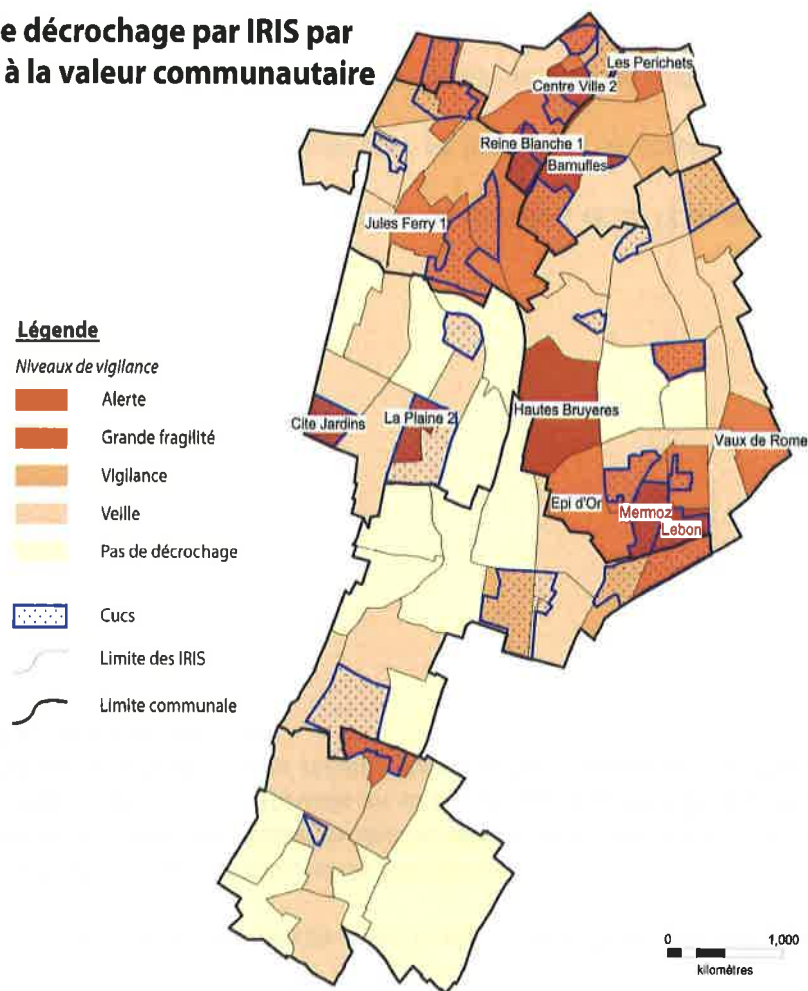 e décrochage par IRIS par
à la valeur communautaire
Les Perichets
Centre Ville 2
Reine Blanche 1
Barnufles
Jules Ferry 1
Légende
Niveaux de vigilance
Alerte
Grande fragilité
Vigilance
Veille
Pas de décrochage
Cucs
Limite des IRIS
Limite communale
Cite Jardins
La Plaine 2
Hautes Bruyeres
Vaux de Rome
Epi d'Or
Mermoz
Lebon
0 1,000
kilomètres